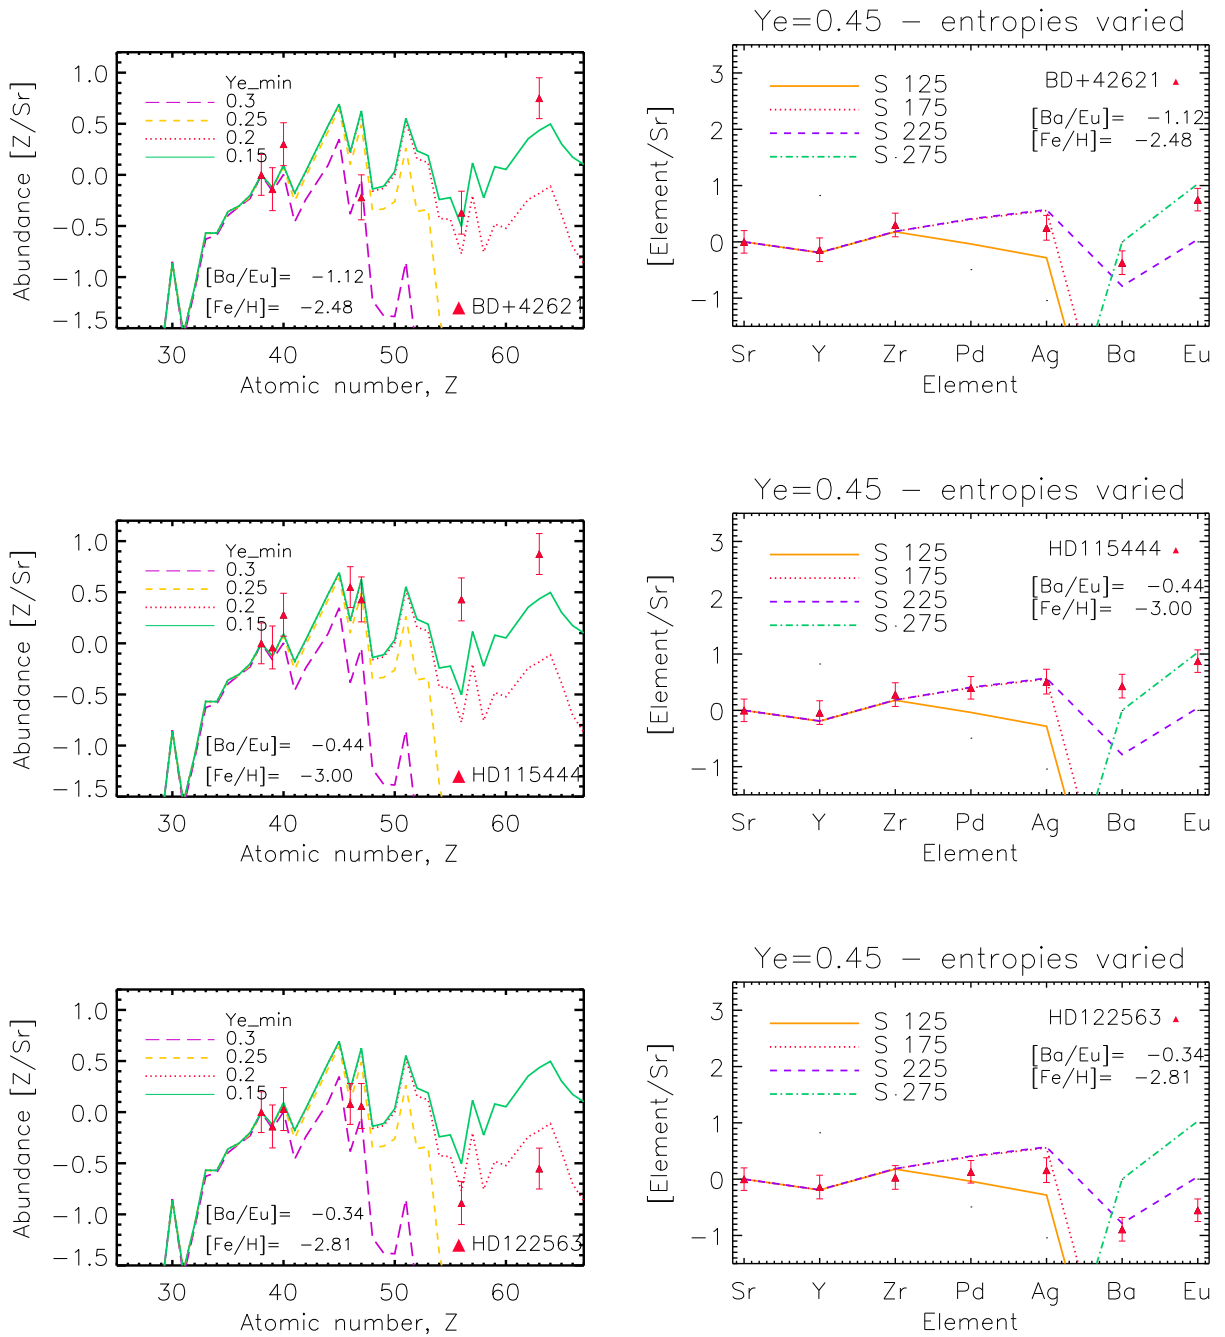 Ye_min
0.3
0.25
0.2
0.15
1.0
0.5
0.0
−0.5
−1.0
−1.5
Abundance [Z/Sr]
[Ba/Eu]= −1.12
[Fe/H]= −2.48
BD+42621
30 40 50 60
Atomic number, Z
Ye=0.45 − entropies varied
S 125
S 175
S 225
S 275
BD+42621
[Ba/Eu]= −1.12
[Fe/H]= −2.48
3
2
1
0
−1
[Element/Sr]
Sr Y Zr Pd Ag Ba Eu
Element
Ye_min
0.3
0.25
0.2
0.15
1.0
0.5
0.0
−0.5
−1.0
−1.5
Abundance [Z/Sr]
[Ba/Eu]= −0.44
[Fe/H]= −3.00
HD115444
30 40 50 60
Atomic number, Z
Ye=0.45 − entropies varied
S 125
S 175
S 225
S 275
HD115444
[Ba/Eu]= −0.44
[Fe/H]= −3.00
3
2
1
0
−1
[Element/Sr]
Sr Y Zr Pd Ag Ba Eu
Element
Ye_min
0.3
0.25
0.2
0.15
1.0
0.5
0.0
−0.5
−1.0
−1.5
Abundance [Z/Sr]
[Ba/Eu]= −0.34
[Fe/H]= −2.81
HD122563
30 40 50 60
Atomic number, Z
Ye=0.45 − entropies varied
S 125
S 175
S 225
S 275
HD122563
[Ba/Eu]= −0.34
[Fe/H]= −2.81
3
2
1
0
−1
[Element/Sr]
Sr Y Zr Pd Ag Ba Eu
Element